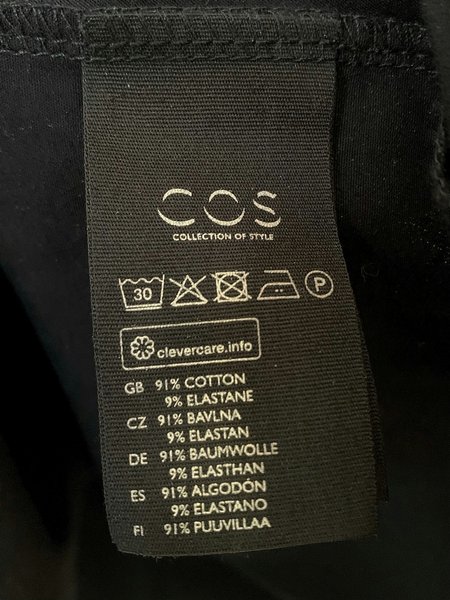 COS
COLLECTION OF STYLE
30 P
clevercare.info
GB 91% COTTON
9% ELASTANE
CZ 91% BAVLNA
9% ELASTAN
DE 91% BAUMWOLLE
9% ELASTHAN
ES 91% ALGODÓN
9% ELASTANO
FI 91% PUUVILLAA